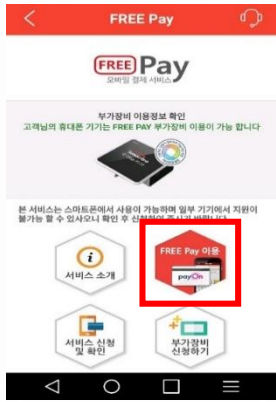 FREE Pay
FREE Pay
모바일 결제 서비스
부가장비 이용정보 확인
고객님의 휴대폰 기기는 FREE PAY 부가장비 이용이 가능 합니다
본 서비스는 스마트폰에서 사용이 가능하며 일부 기기에서 지원이
불가능 할 수 있사오니 확인 후 신청하여 주시기 바랍니다
서비스 소개
FREE Pay 이용
payOn
서비스 신청
및 확인
부가장비
신청하기